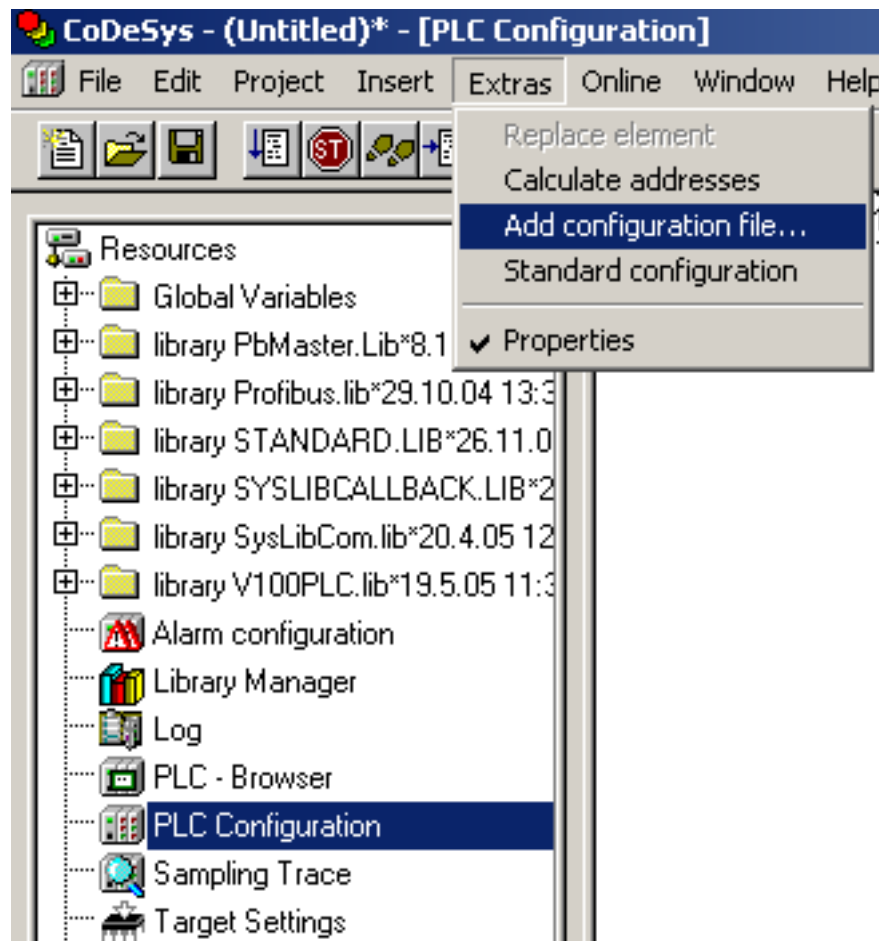 CoDeSys - (Untitled)* - [PLC Configuration]
File Edit Project Insert Extras Online Window Help
Replace element
Calculate addresses
Add configuration file...
Standard configuration
Properties
ST
Resources
Global Variables
library PbMaster.Lib*8.1
library Profibus.lib*29.10.04 13:3
library STANDARD.LIB*26.11.0
library SYSLIBCALLBACK.LIB*2
library SysLibCom.lib*20.4.05 12
library V100PLC.lib*19.5.05 11:3
Alarm configuration
Library Manager
Log
PLC - Browser
PLC Configuration
Sampling Trace
Target Settings